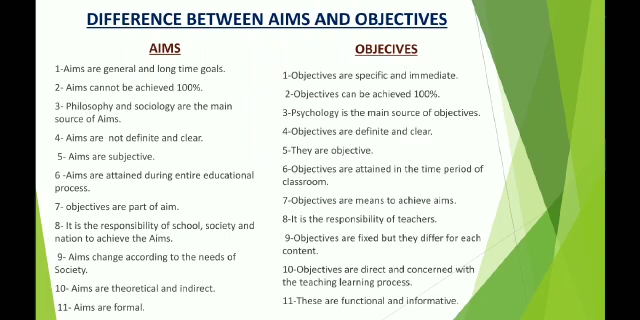 DIFFERENCE BETWEEN AIMS AND OBJECTIVES
AIMS
1-Aims are general and long time goals.
2- Aims cannot be achieved 100%.
3- Philosophy and sociology are the main
source of Aims.
4- Aims are  not definite and clear.
5- Aims are subjective.
6 -Aims are attained during entire educational
process.
7- objectives are part of aim.
8- It is the responsibility of school, society and
nation to achieve the Aims.
9- Aims change according to the needs of
Society.
10- Aims are theoretical and indirect.
11- Aims are formal.
OBJECIVES
1-Objectives are specific and immediate.
2-Objectives can be achieved 100%.
3-Psychology is the main source of objectives.
4-Objectives are definite and clear.
5-They are objective.
6-Objectives are attained in the time period of
classroom.
7-Objectives are means to achieve aims.
8-It is the responsibility of teachers.
9-Objectives are fixed but they differ for each
content.
10-Objectives are direct and concerned with
the teaching learning process.
11-These are functional and informative.